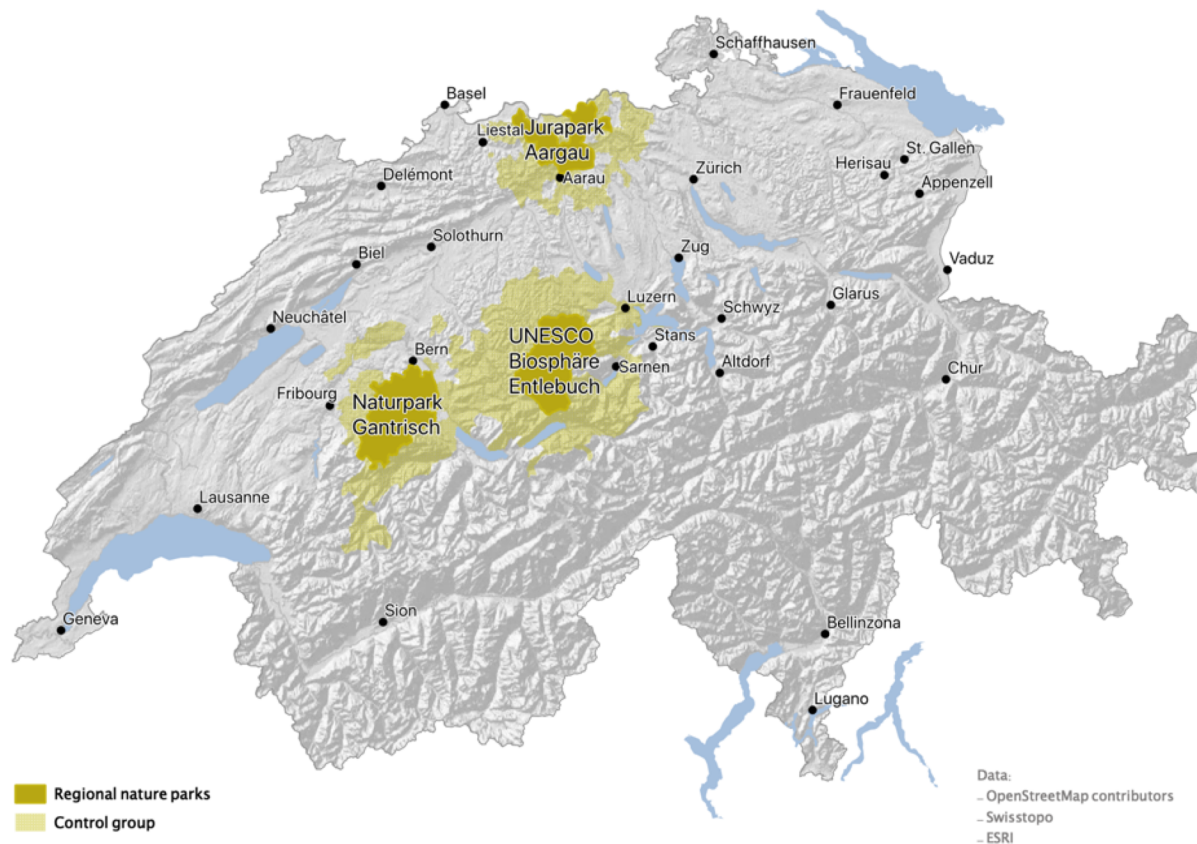 Schaffhausen
Basel
Frauenfeld
Liestal
Jurapark
Aargau
St. Gallen
Herisau
Delémont
Aarau
Zürich
Appenzell
Solothurn
Biel
Zug
Vaduz
Luzern
Glarus
Schwyz
Neuchâtel
UNESCO
Biosphäre
Entlebuch
Stans
Bern
Sarnen
Altdorf
Chur
Fribourg
Naturpark
Gantrisch
Lausanne
Sion
Geneva
Bellinzona
Lugano
Regional nature parks
Control group
Data:
– OpenStreetMap contributors
– Swisstopo
– ESRI